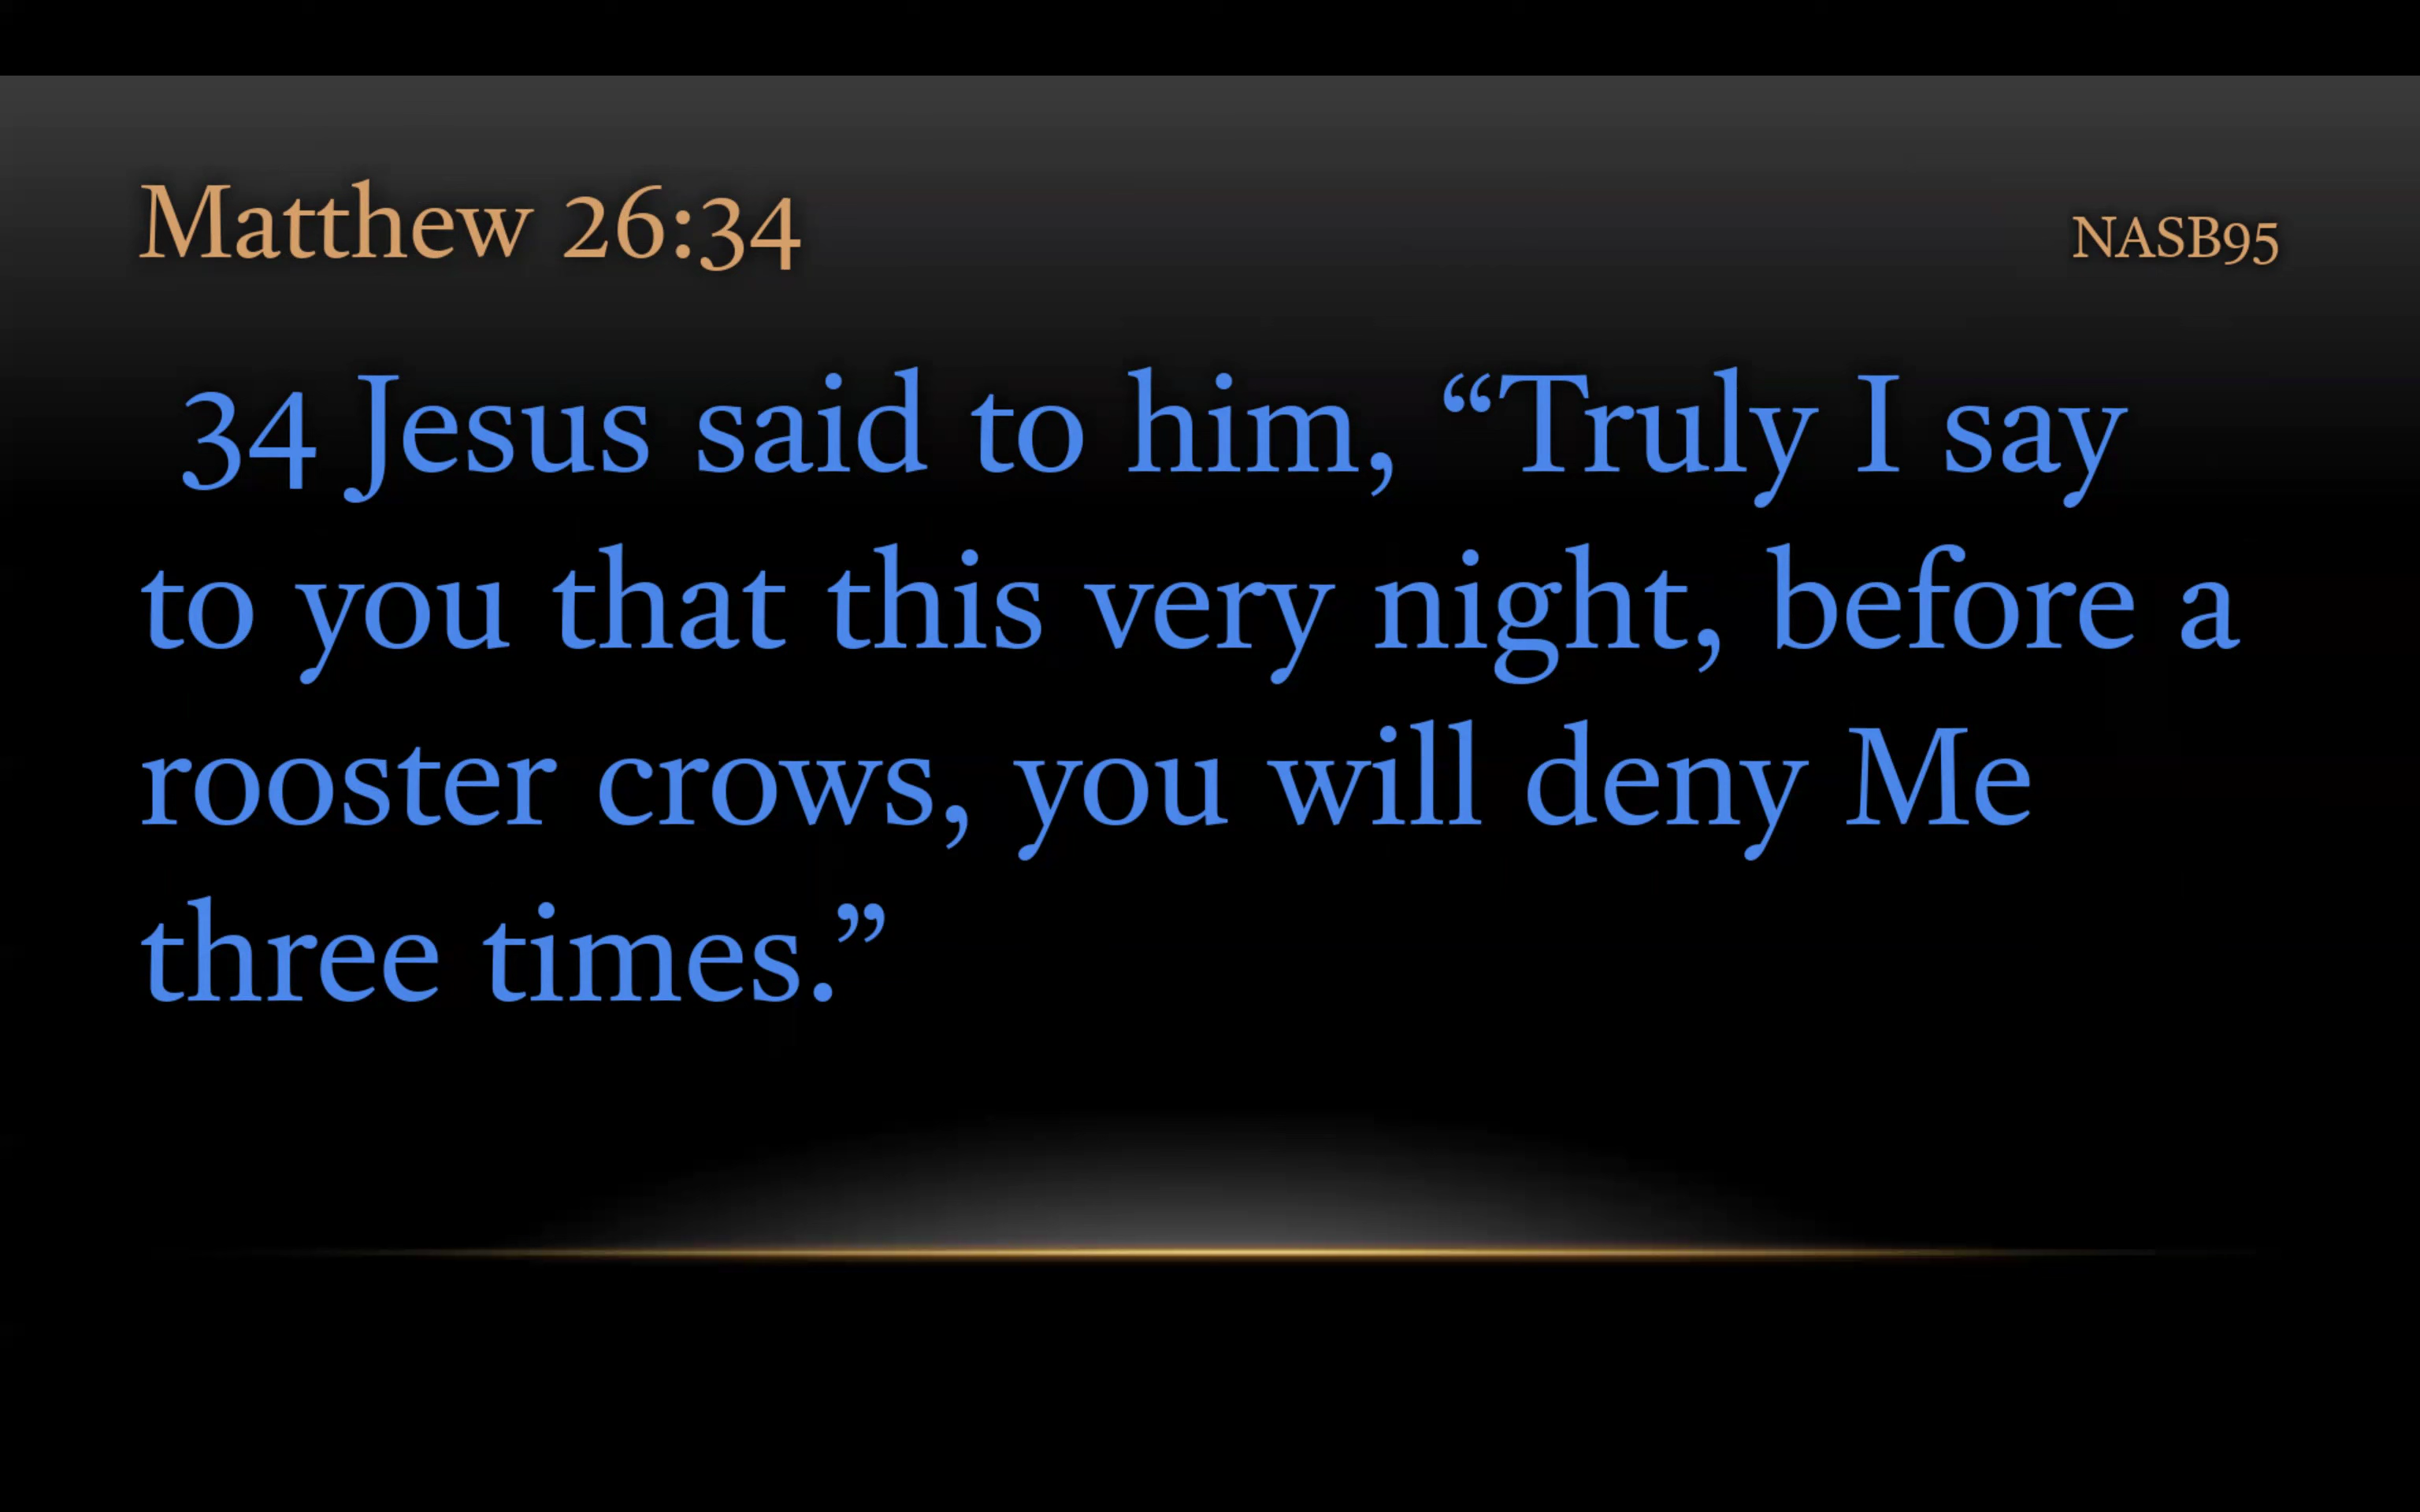 Matthew 26:34
NASB95
34 Jesus said to him, “Truly I say
to you that this very night, before a
rooster crows, you will deny Me
three times.”